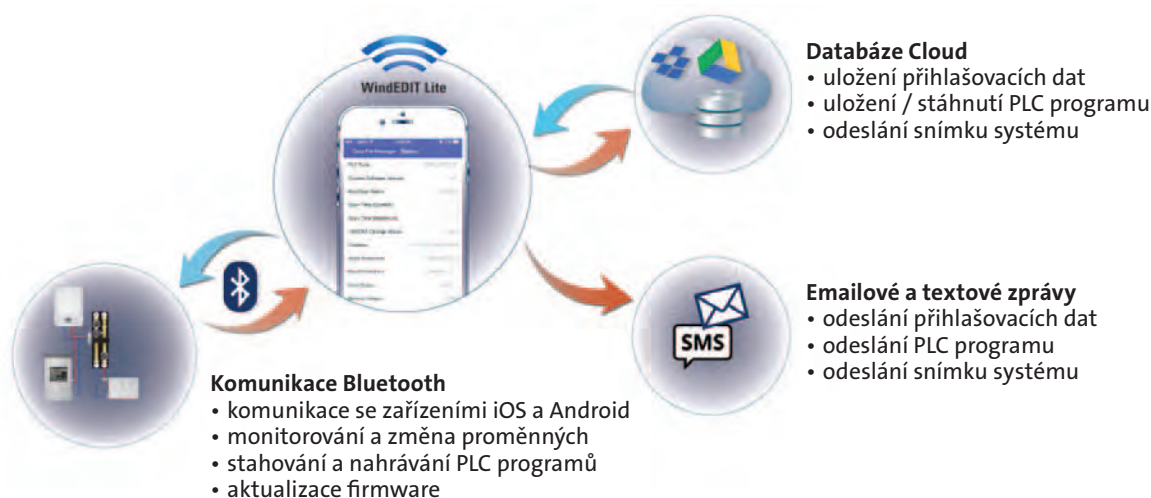 WindEDIT Lite
Databáze Cloud
• uložení přihlašovacích dat
• uložení / stáhnutí PLC programu
• odeslání snímku systému
Emailové a textové zprávy
• odeslání přihlašovacích dat
• odeslání PLC programu
• odeslání snímku systému
SMS
Komunikace Bluetooth
• komunikace se zařízeními iOS a Android
• monitorování a změna proměnných
• stahování a nahrávání PLC programů
• aktualizace firmware